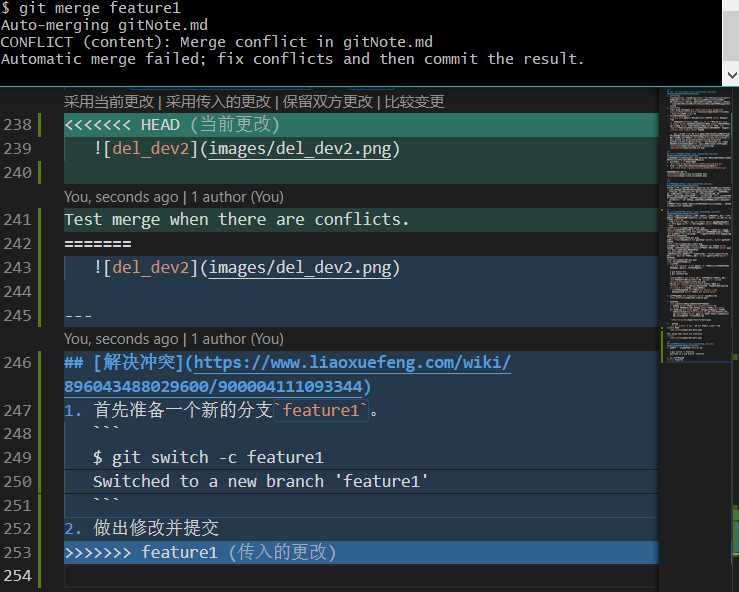 $ git merge feature1
Auto-merging gitNote.md
CONFLICT (content): Merge conflict in gitNote.md
Automatic merge failed; fix conflicts and then commit the result.
采用当前更改 | 采用传入的更改 | 保留双方更改 | 比较变更
238 <<<<<<< HEAD (当前更改)
239 ![del_dev2](images/del_dev2.png)
240
You, seconds ago | 1 author (You)
241 Test merge when there are conflicts.
242 =======
243 ![del_dev2](images/del_dev2.png)
244
245 ---
You, seconds ago | 1 author (You)
246 ## [解决冲突](https://www.liaoxuefeng.com/wiki/
896043488029600/900004111093344)
247 1. 首先准备一个新的分支`feature1`。
248 ```
249 $ git switch -c feature1
250 Switched to a new branch 'feature1'
251 ```
252 2. 做出修改并提交
253 >>>>>>> feature1 (传入的更改)
254